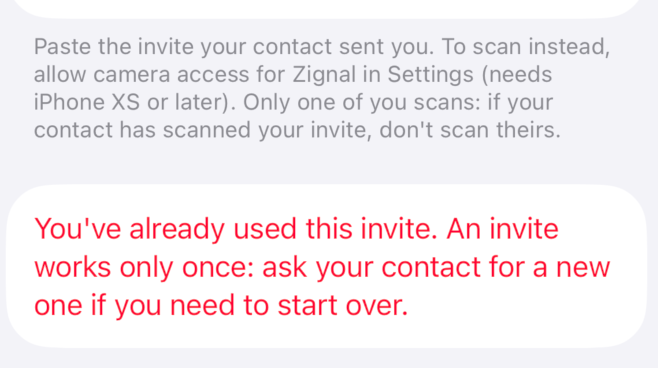 Paste the invite your contact sent you. To scan instead,
allow camera access for Zignal in Settings (needs
iPhone XS or later). Only one of you scans: if your
contact has scanned your invite, don't scan theirs.
You've already used this invite. An invite
works only once: ask your contact for a new
one if you need to start over.